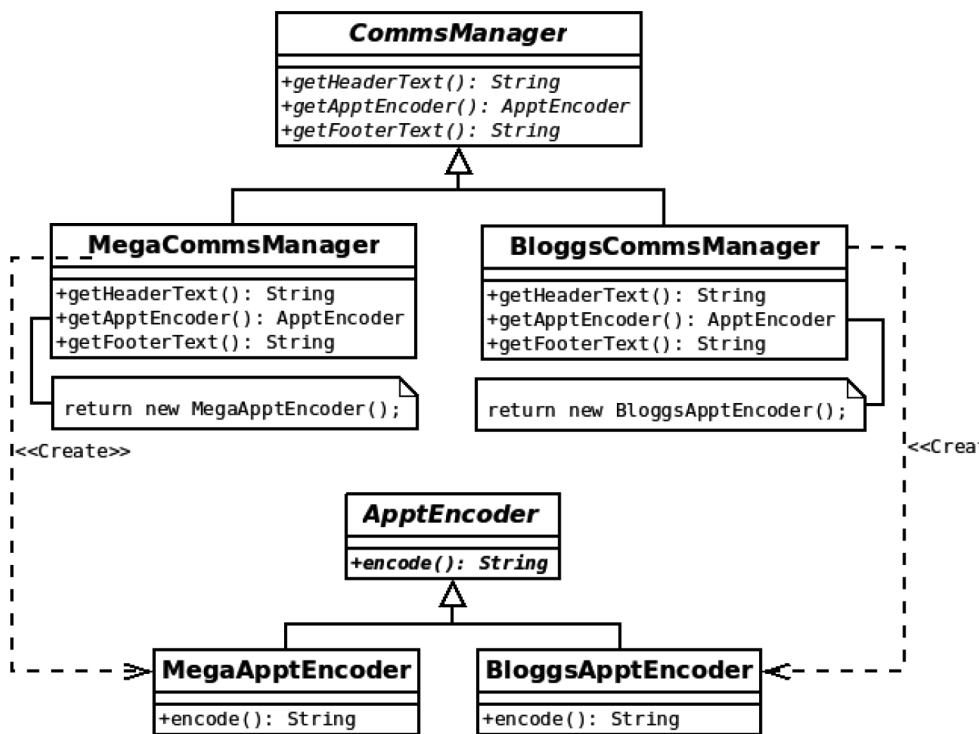 CommsManager
+getHeaderText(): String
+getApptEncoder(): ApptEncoder
+getFooterText(): String
MegaCommsManager
+getHeaderText(): String
+getApptEncoder(): ApptEncoder
+getFooterText(): String
return new MegaApptEncoder();
<<Create>>
BloggsCommsManager
+getHeaderText(): String
+getApptEncoder(): ApptEncoder
+getFooterText(): String
return new BloggsApptEncoder();
<<Creat
ApptEncoder
+encode(): String
MegaApptEncoder
+encode(): String
BloggsApptEncoder
+encode(): String